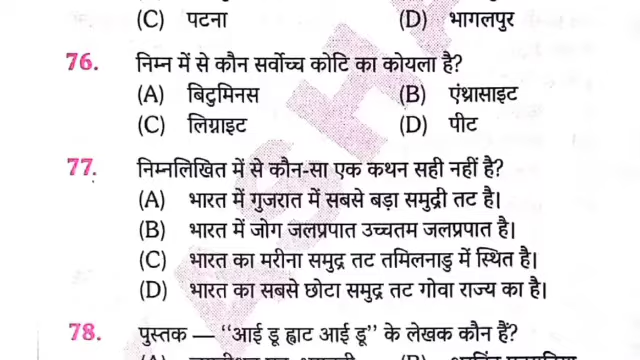 (C) पटना (D) भागलपुर
76. निम्न में से कौन सर्वोच्च कोटि का कोयला है?
(A) बिटुमिनस (B) एंथ्रासाइट
(C) लिग्नाइट (D) पीट
77. निम्नलिखित में से कौन-सा एक कथन सही नहीं है?
(A) भारत में गुजरात में सबसे बड़ा समुद्री तट है।
(B) भारत में जोग जलप्रपात उच्चतम जलप्रपात है।
(C) भारत का मरीना समुद्र तट तमिलनाडु में स्थित है।
(D) भारत का सबसे छोटा समुद्र तट गोवा राज्य का है।
78. पुस्तक — “आई डू ह्वाट आई डू” के लेखक कौन हैं?
(A) (B)